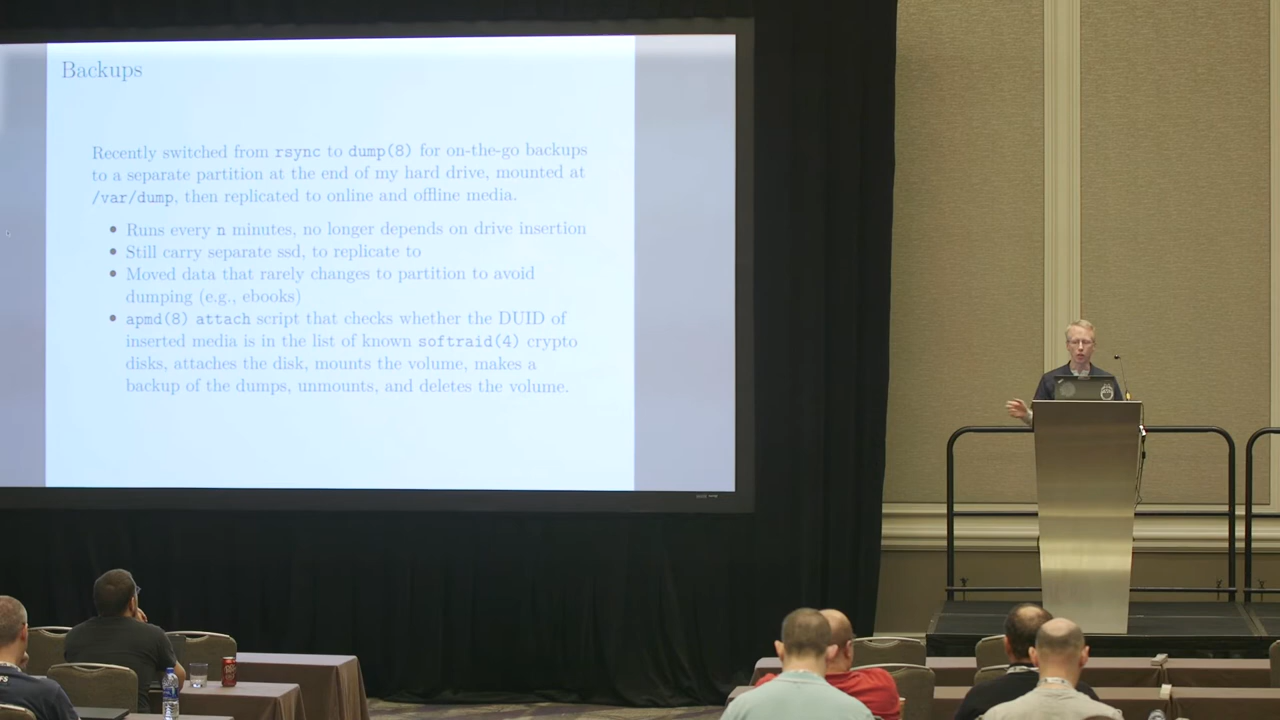 Backups
Recently switched from rsync to dump(8) for on-the-go backups
to a separate partition at the end of my hard drive, mounted at
/var/dump, then replicated to online and offline media.
• Runs every n minutes, no longer depends on drive insertion
• Still carry separate ssd, to replicate to
• Moved data that rarely changes to partition to avoid
dumping (e.g., ebooks)
• apmd(8) attach script that checks whether the DUID of
inserted media is in the list of known softraid(4) crypto
disks, attaches the disk, mounts the volume, makes a
backup of the dumps, unmounts, and deletes the volume.